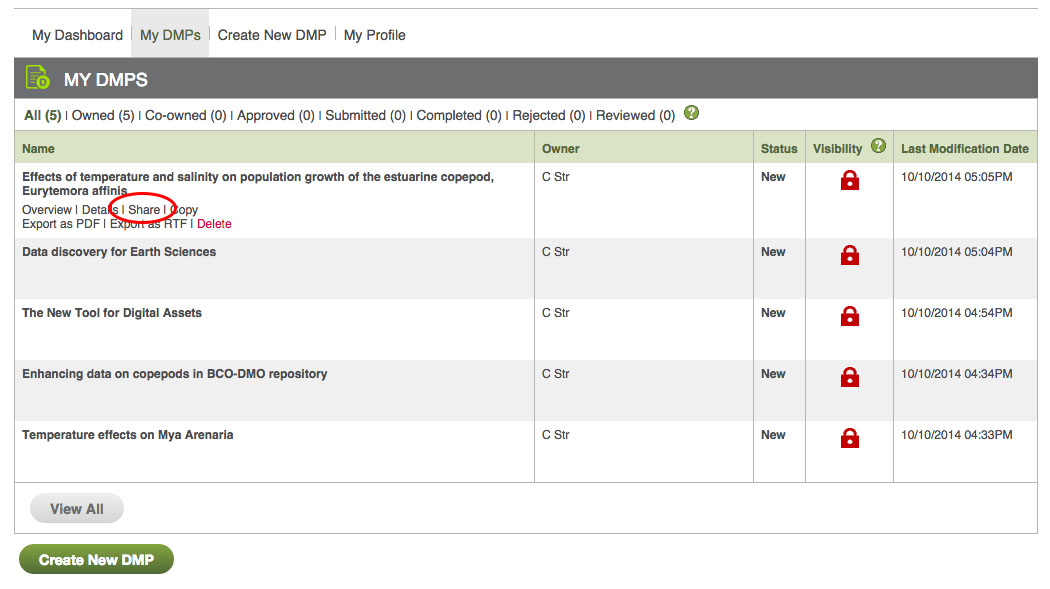 My Dashboard My DMPs Create New DMP My Profile
MY DMPS
All (5) | Owned (5) | Co-owned (0) | Approved (0) | Submitted (0) | Completed (0) | Rejected (0) | Reviewed (0) ?
Name Owner Status Visibility ? Last Modification Date
Effects of temperature and salinity on population growth of the estuarine copepod, C Str New 10/10/2014 05:05PM
Eurytemora affinis
Overview | Details | Share | Copy
Export as PDF | Export as RTF | Delete
Data discovery for Earth Sciences C Str New 10/10/2014 05:04PM
The New Tool for Digital Assets C Str New 10/10/2014 04:54PM
Enhancing data on copepods in BCO-DMO repository C Str New 10/10/2014 04:34PM
Temperature effects on Mya Arenaria C Str New 10/10/2014 04:33PM
View All
Create New DMP